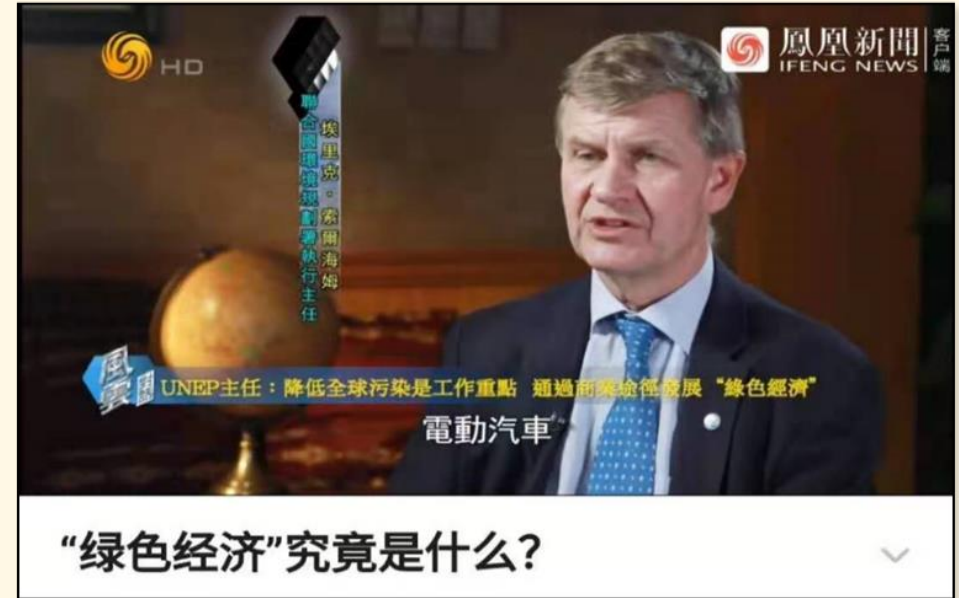 HD
鳳凰新聞
IFENG NEWS
客户端
埃里克·索爾海姆
聯合國環境規劃署執行主任
風雲
UNEP主任：降低全球污染是工作重點 通過商業途徑發展“綠色經濟”
電動汽車
“绿色经济”究竟是什么？